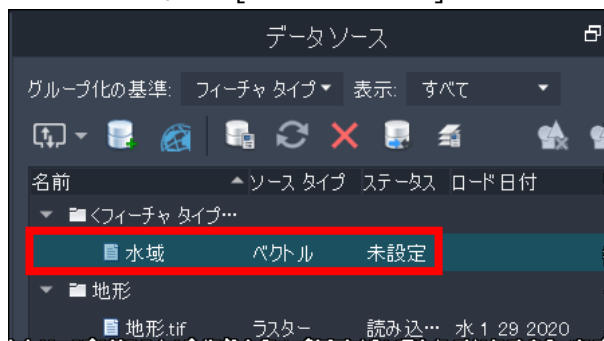 データソース
グループ化の基準: フィーチャ タイプ 表示: すべて
名前 ソース タイプ ステータス ロード日付
<フィーチャ タイプ…
水域 ベクトル 未設定
地形
地形.tif ラスター 読み込… 水 1 29 2020